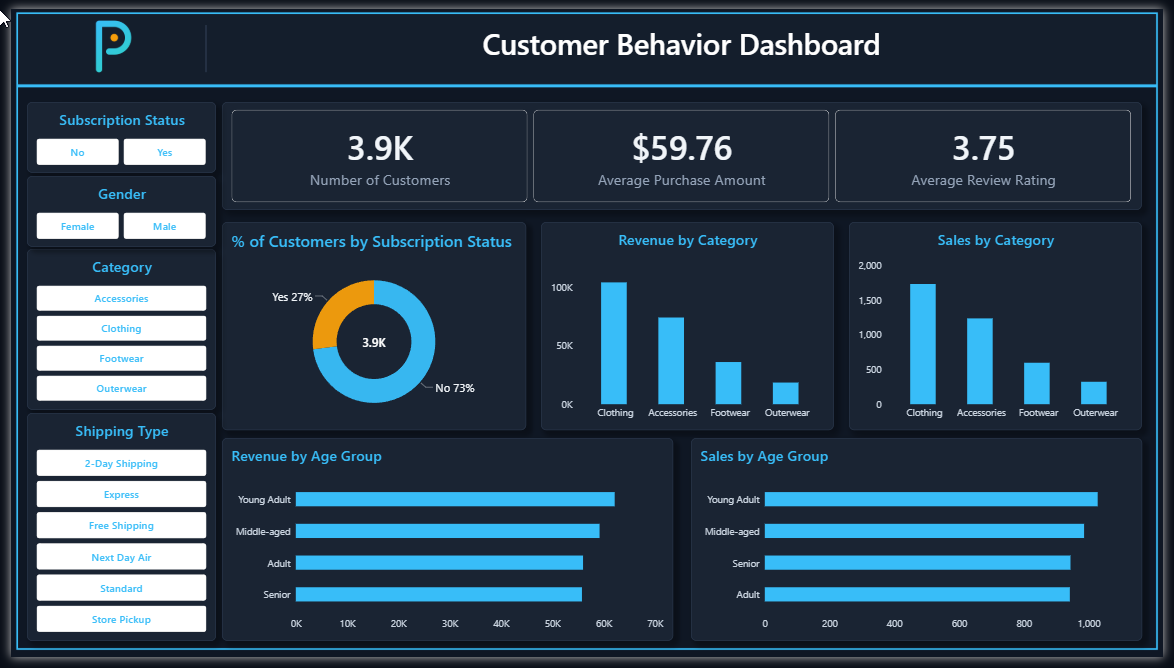 Customer Behavior Dashboard
Subscription Status
No
Yes
Gender
Female
Male
Category
Accessories
Clothing
Footwear
Outerwear
Shipping Type
2-Day Shipping
Express
Free Shipping
Next Day Air
Standard
Store Pickup
3.9K
Number of Customers
$59.76
Average Purchase Amount
3.75
Average Review Rating
% of Customers by Subscription Status
Yes 27%
3.9K
No 73%
Revenue by Category
100K
50K
0K
Clothing Accessories Footwear Outerwear
Sales by Category
2,000
1,500
1,000
500
0
Clothing Accessories Footwear Outerwear
Revenue by Age Group
Young Adult
Middle-aged
Adult
Senior
0K 10K 20K 30K 40K 50K 60K 70K
Sales by Age Group
Young Adult
Middle-aged
Senior
Adult
0 200 400 600 800 1,000